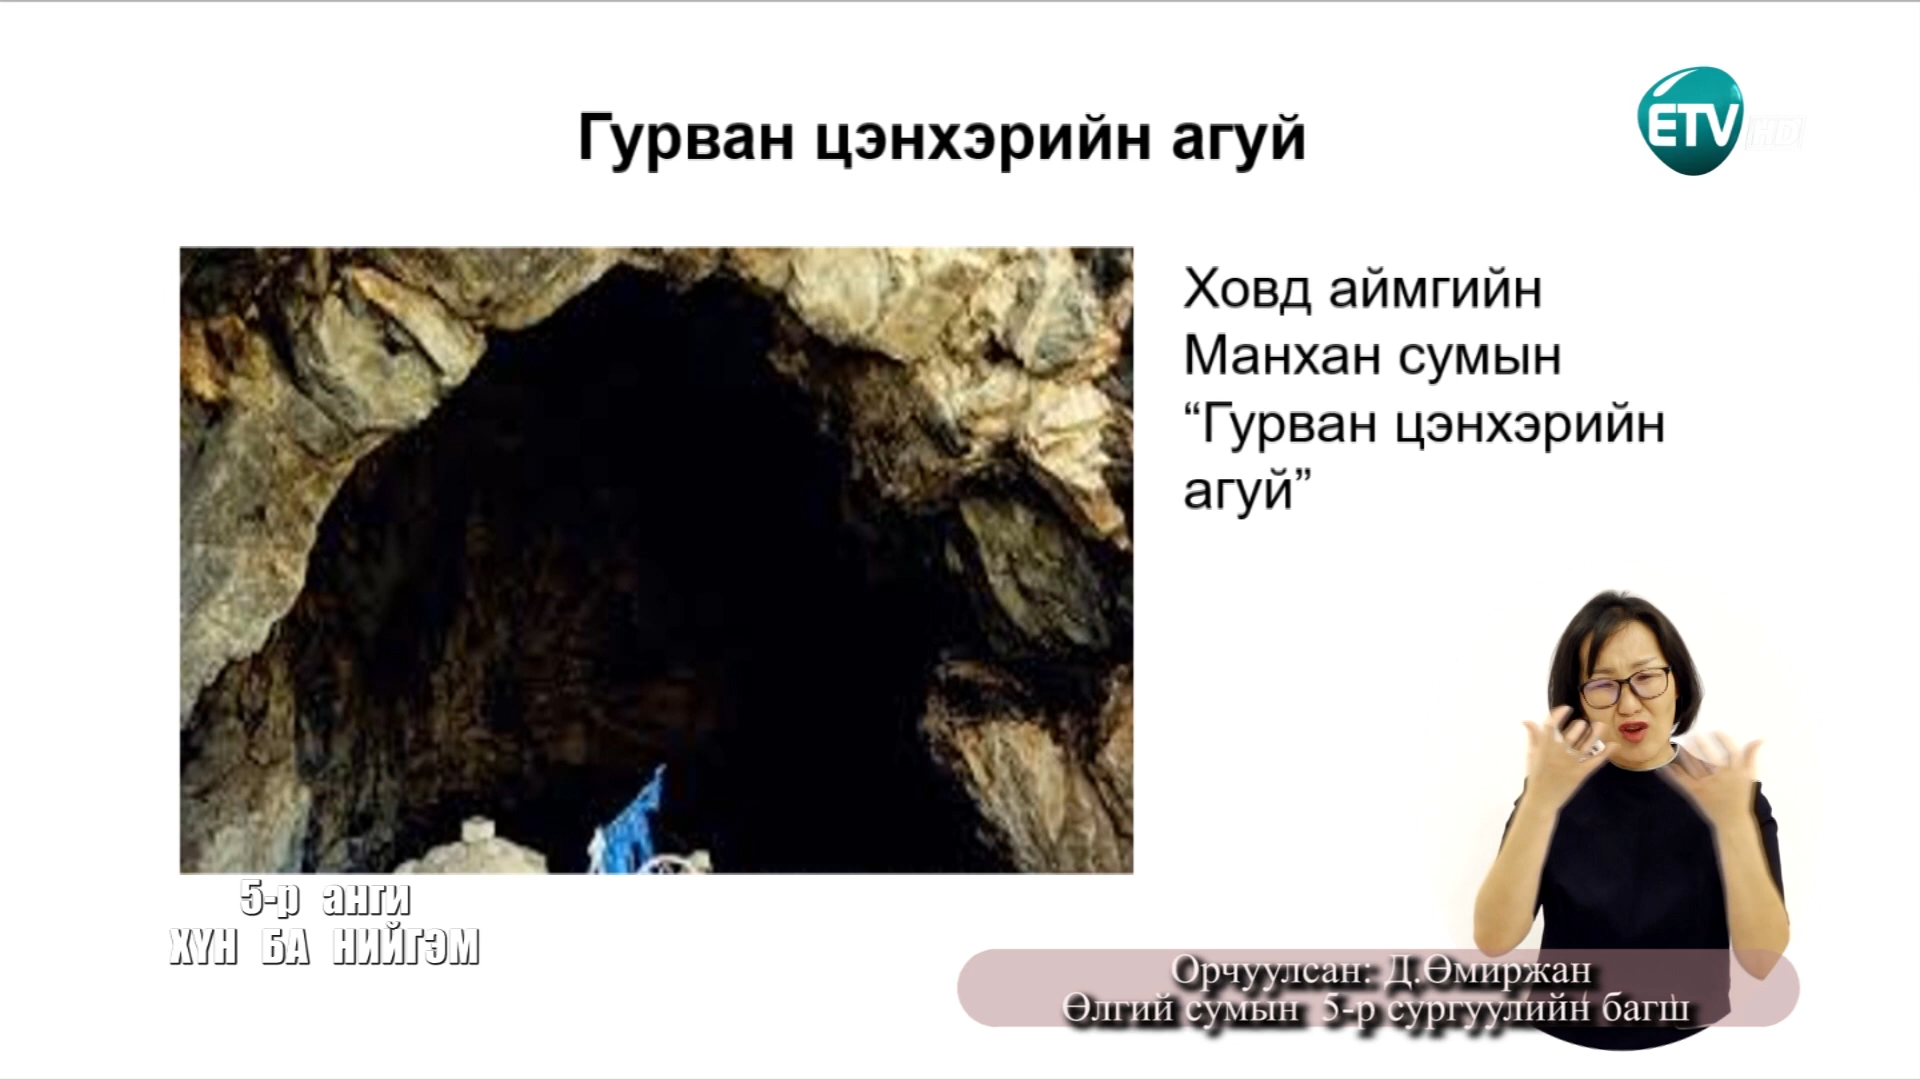 Гурван цэнхэрийн агуй
ETV HD
Ховд аймгийн
Манхан сумын
“Гурван цэнхэрийн
агуй”
5-р анги
ХҮН БА НИЙГЭМ
Орчуулсан: Д.Өмиржан
Өлгий сумын 5-р сургуулийн багш